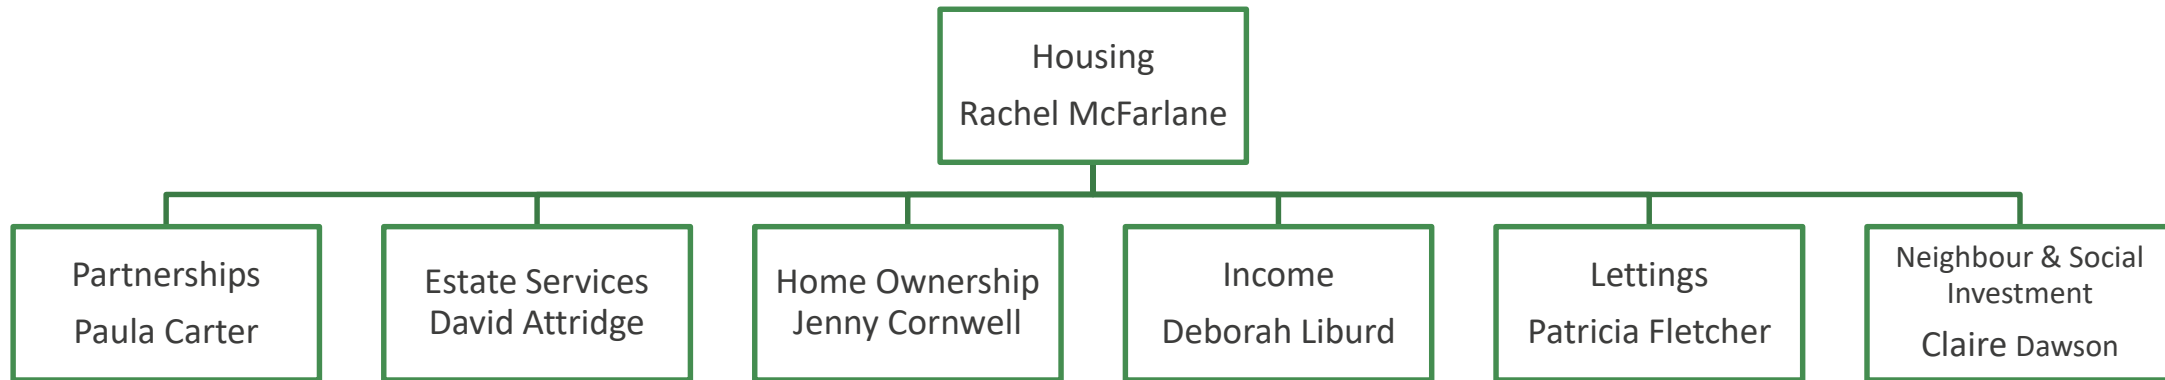 Housing
Rachel McFarlane
Partnerships
Paula Carter
Estate Services
David Attridge
Home Ownership
Jenny Cornwell
Income
Deborah Liburd
Lettings
Patricia Fletcher
Neighbour & Social
Investment
Claire Dawson